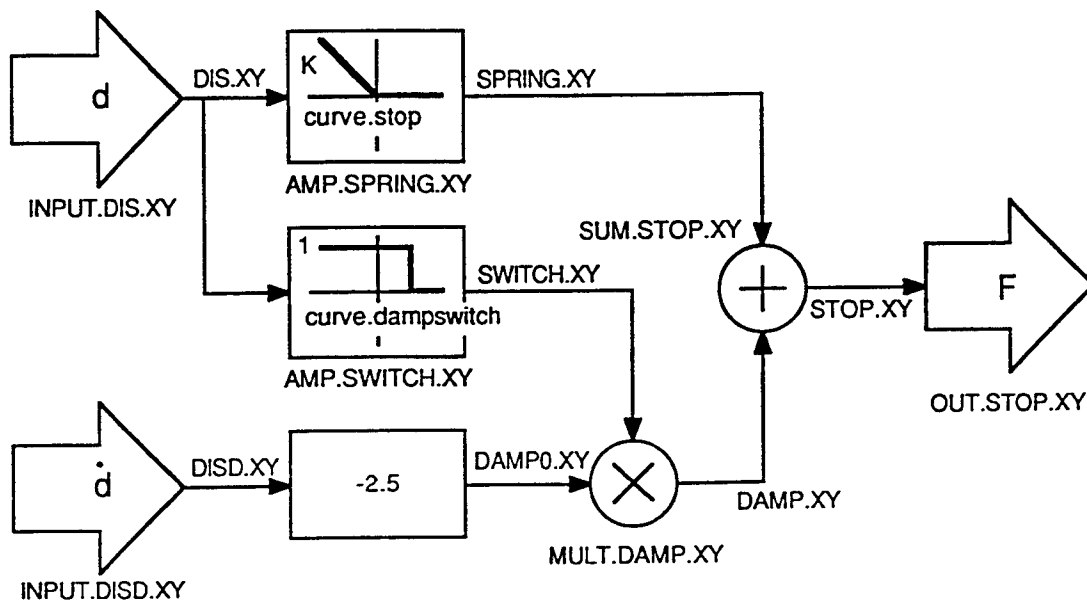 d
DIS.XY
INPUT.DIS.XY
K
curve.stop
AMP.SPRING.XY
SPRING.XY
1
curve.dampswitch
AMP.SWITCH.XY
SWITCH.XY
SUM.STOP.XY
+
STOP.XY
F
OUT.STOP.XY
ḋ
DISD.XY
INPUT.DISD.XY
-2.5
DAMP0.XY
×
MULT.DAMP.XY
DAMP.XY